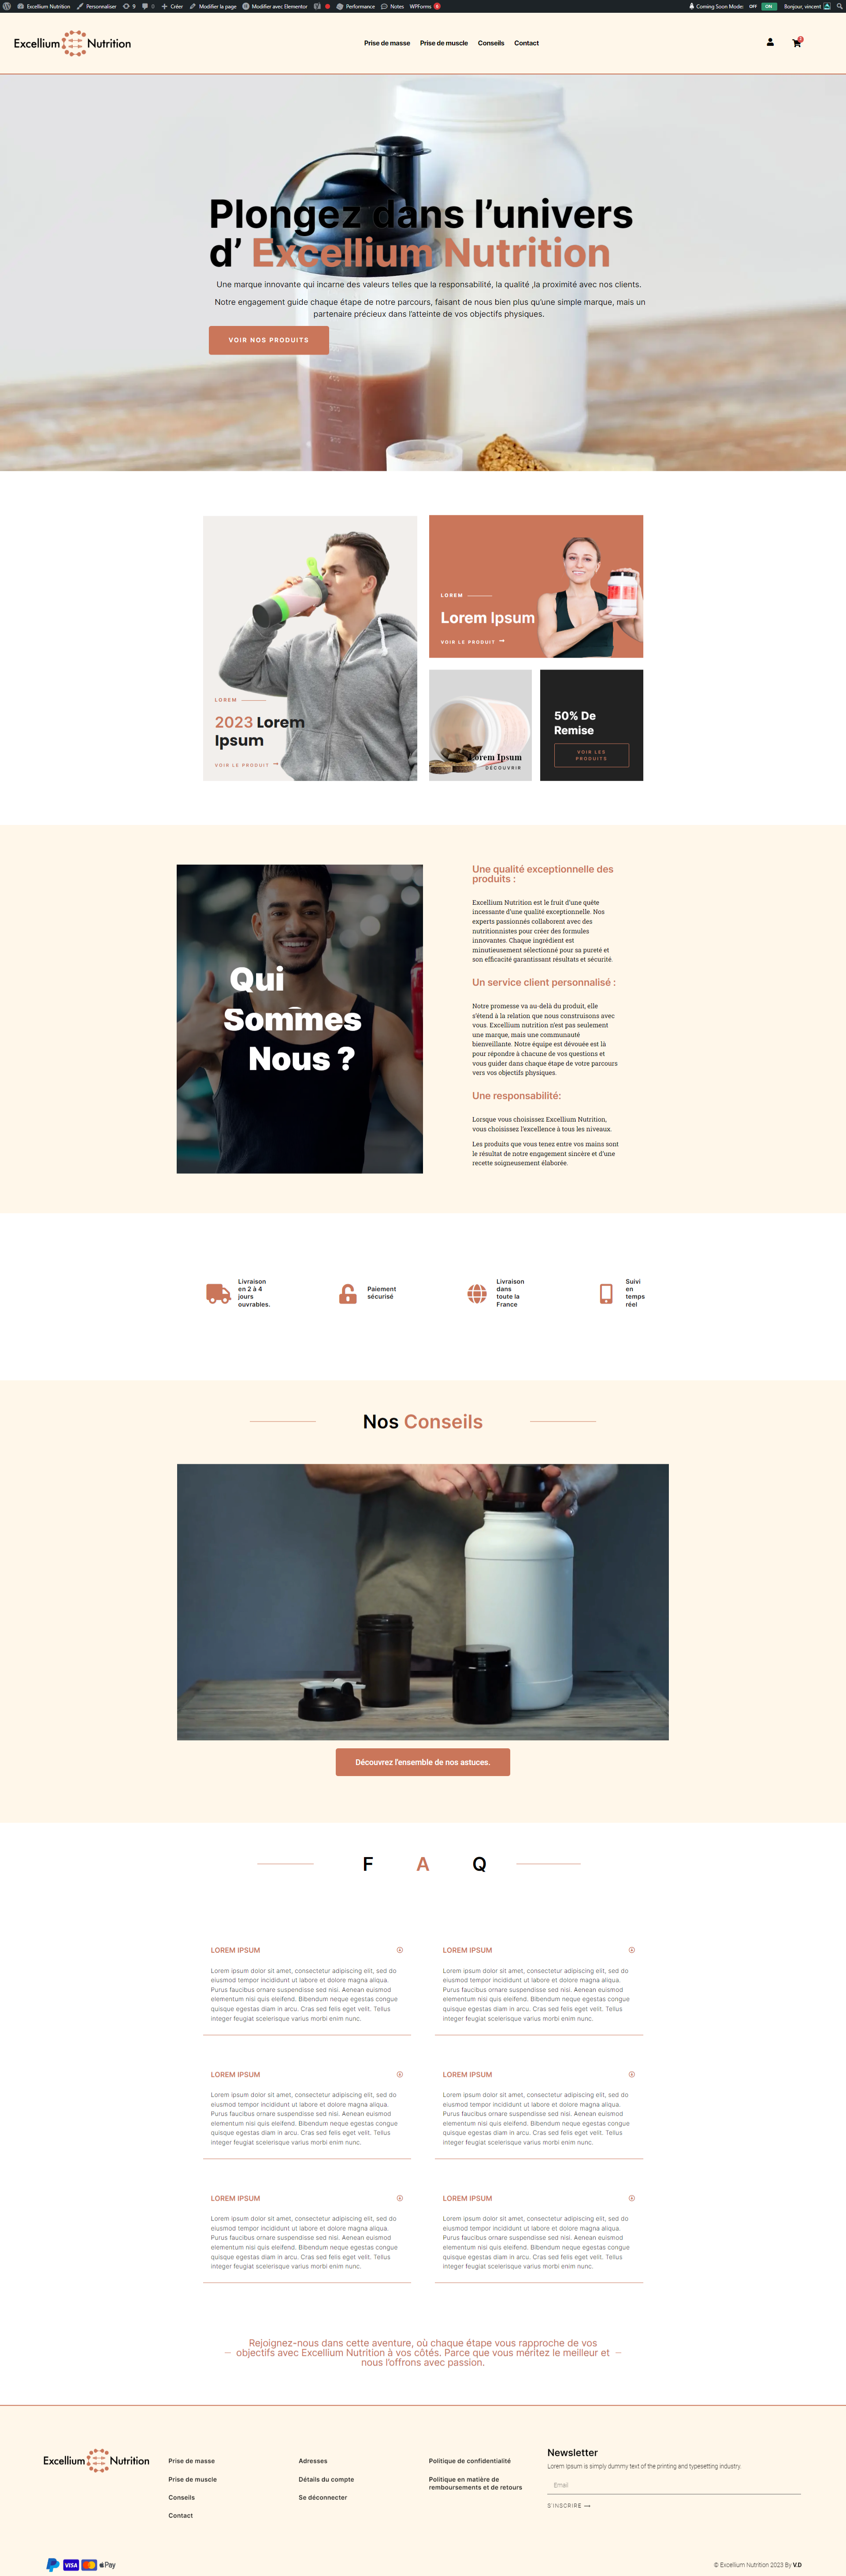 Excellium Nutrition Personnaliser 9 0 Créer Modifier la page Modifier avec Elementor Performance Notes WPForms 6 Coming Soon Mode: OFF ON Bonjour, vincent
Excellium Nutrition
Prise de masse Prise de muscle Conseils Contact
Plongez dans l’univers
d’ Excellium Nutrition
Une marque innovante qui incarne des valeurs telles que la responsabilité, la qualité ,la proximité avec nos clients.
Notre engagement guide chaque étape de notre parcours, faisant de nous bien plus qu’une simple marque, mais un
partenaire précieux dans l’atteinte de vos objectifs physiques.
VOIR NOS PRODUITS
LOREM
2023 Lorem
Ipsum
VOIR LE PRODUIT
LOREM
Lorem Ipsum
VOIR LE PRODUIT
Lorem Ipsum
DÉCOUVRIR
50% De
Remise
VOIR LES
PRODUITS
Qui
Sommes
Nous ?
Une qualité exceptionnelle des
produits :
Excellium Nutrition est le fruit d’une quête
incessante d’une qualité exceptionnelle. Nos
experts passionnés collaborent avec des
nutritionnistes pour créer des formules
innovantes. Chaque ingrédient est
minutieusement sélectionné pour sa pureté et
son efficacité garantissant résultats et sécurité.
Un service client personnalisé :
Notre promesse va au-delà du produit, elle
s’étend à la relation que nous construisons avec
vous. Excellium nutrition n’est pas seulement
une marque, mais une communauté
bienveillante. Notre équipe est dévouée est là
pour répondre à chacune de vos questions et
vous guider dans chaque étape de votre parcours
vers vos objectifs physiques.
Une responsabilité:
Lorsque vous choisissez Excellium Nutrition,
vous choisissez l’excellence à tous les niveaux.
Les produits que vous tenez entre vos mains sont
le résultat de notre engagement sincère et d’une
recette soigneusement élaborée.
Livraison
en 2 à 4
jours
ouvrables.
Paiement
sécurisé
Livraison
dans
toute la
France
Suivi
en
temps
réel
Nos Conseils
Découvrez l’ensemble de nos astuces.
F A Q
LOREM IPSUM
Lorem ipsum dolor sit amet, consectetur adipiscing elit, sed do
eiusmod tempor incididunt ut labore et dolore magna aliqua.
Purus faucibus ornare suspendisse sed nisi. Aenean euismod
elementum nisi quis eleifend. Bibendum neque egestas congue
quisque egestas diam in arcu. Cras sed felis eget velit. Tellus
integer feugiat scelerisque varius morbi enim nunc.
LOREM IPSUM
Lorem ipsum dolor sit amet, consectetur adipiscing elit, sed do
eiusmod tempor incididunt ut labore et dolore magna aliqua.
Purus faucibus ornare suspendisse sed nisi. Aenean euismod
elementum nisi quis eleifend. Bibendum neque egestas congue
quisque egestas diam in arcu. Cras sed felis eget velit. Tellus
integer feugiat scelerisque varius morbi enim nunc.
LOREM IPSUM
Lorem ipsum dolor sit amet, consectetur adipiscing elit, sed do
eiusmod tempor incididunt ut labore et dolore magna aliqua.
Purus faucibus ornare suspendisse sed nisi. Aenean euismod
elementum nisi quis eleifend. Bibendum neque egestas congue
quisque egestas diam in arcu. Cras sed felis eget velit. Tellus
integer feugiat scelerisque varius morbi enim nunc.
LOREM IPSUM
Lorem ipsum dolor sit amet, consectetur adipiscing elit, sed do
eiusmod tempor incididunt ut labore et dolore magna aliqua.
Purus faucibus ornare suspendisse sed nisi. Aenean euismod
elementum nisi quis eleifend. Bibendum neque egestas congue
quisque egestas diam in arcu. Cras sed felis eget velit. Tellus
integer feugiat scelerisque varius morbi enim nunc.
LOREM IPSUM
Lorem ipsum dolor sit amet, consectetur adipiscing elit, sed do
eiusmod tempor incididunt ut labore et dolore magna aliqua.
Purus faucibus ornare suspendisse sed nisi. Aenean euismod
elementum nisi quis eleifend. Bibendum neque egestas congue
quisque egestas diam in arcu. Cras sed felis eget velit. Tellus
integer feugiat scelerisque varius morbi enim nunc.
LOREM IPSUM
Lorem ipsum dolor sit amet, consectetur adipiscing elit, sed do
eiusmod tempor incididunt ut labore et dolore magna aliqua.
Purus faucibus ornare suspendisse sed nisi. Aenean euismod
elementum nisi quis eleifend. Bibendum neque egestas congue
quisque egestas diam in arcu. Cras sed felis eget velit. Tellus
integer feugiat scelerisque varius morbi enim nunc.
Rejoignez-nous dans cette aventure, où chaque étape vous rapproche de vos
objectifs avec Excellium Nutrition à vos côtés. Parce que vous méritez le meilleur et
nous l’offrons avec passion.
Excellium Nutrition
Prise de masse
Prise de muscle
Conseils
Contact
Adresses
Détails du compte
Se déconnecter
Politique de confidentialité
Politique en matière de
remboursements et de retours
Newsletter
Lorem Ipsum is simply dummy text of the printing and typesetting industry.
Email
S'INSCRIRE
VISA mastercard Pay
© Excellium Nutrition 2023 By V.D